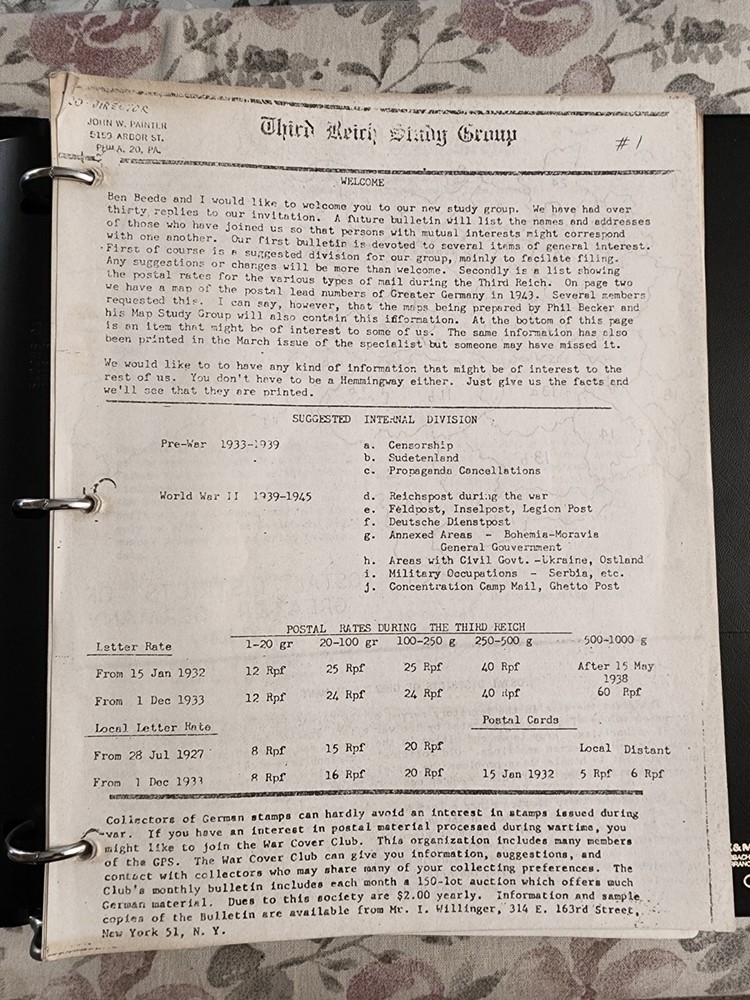 CO-DIRECTOR
JOHN W. PAINTER
5153 ARBOR ST.
PHILA. 20, PA.
Third Reich Study Group
#1
WELCOME
Ben Beede and I would like to welcome you to our new study group. We have had over
thirty replies to our invitation. A future bulletin will list the names and addresses
of those who have joined us so that persons with mutual interests might correspond
with one another. Our first bulletin is devoted to several items of general interest.
First of course is a suggested division for our group, mainly to facilate filing.
Any suggestions or changes will be more than welcome. Secondly is a list showing
the postal rates for the various types of mail during the Third Reich. On page two
we have a map of the postal lead numbers of Greater Germany in 1943. Several members
requested this. I can say, however, that the maps being prepared by Phil Becker and
his Map Study Group will also contain this information. At the bottom of this page
is an item that might be of interest to some of us. The same information has also
been printed in the March issue of the specialist but someone may have missed it.
We would like to to have any kind of information that might be of interest to the
rest of us. You don't have to be a Hemmingway either. Just give us the facts and
we'll see that they are printed.
SUGGESTED INTERNAL DIVISION
Pre-War 1933-1939 a. Censorship
b. Sudetenland
c. Propaganda Cancellations
World War II 1939-1945 d. Reichspost during the war
e. Feldpost, Inselpost, Legion Post
f. Deutsche Dienstpost
g. Annexed Areas - Bohemia-Moravia
General Gouvernment
h. Areas with Civil Govt. -Ukraine, Ostland
i. Military Occupations - Serbia, etc.
j. Concentration Camp Mail, Ghetto Post
POSTAL RATES DURING THE THIRD REICH
Letter Rate 1-20 gr 20-100 gr 100-250 g 250-500 g 500-1000 g
From 15 Jan 1932 12 Rpf 25 Rpf 25 Rpf 40 Rpf After 15 May
1938
From 1 Dec 1933 12 Rpf 24 Rpf 24 Rpf 40 Rpf 60 Rpf
Local Letter Rate Postal Cards
From 28 Jul 1927 8 Rpf 15 Rpf 20 Rpf Local Distant
From 1 Dec 1933 8 Rpf 16 Rpf 20 Rpf 15 Jan 1932 5 Rpf 6 Rpf
Collectors of German stamps can hardly avoid an interest in stamps issued during
war. If you have an interest in postal material processed during wartime, you
might like to join the War Cover Club. This organization includes many members
of the GPS. The War Cover Club can give you information, suggestions, and
contact with collectors who may share many of your collecting preferences. The
Club's monthly bulletin includes each month a 150-lot auction which offers much
German material. Dues to this society are $2.00 yearly. Information and sample
copies of the Bulletin are available from Mr. I. Willinger, 314 E. 163rd Street,
New York 51, N. Y.